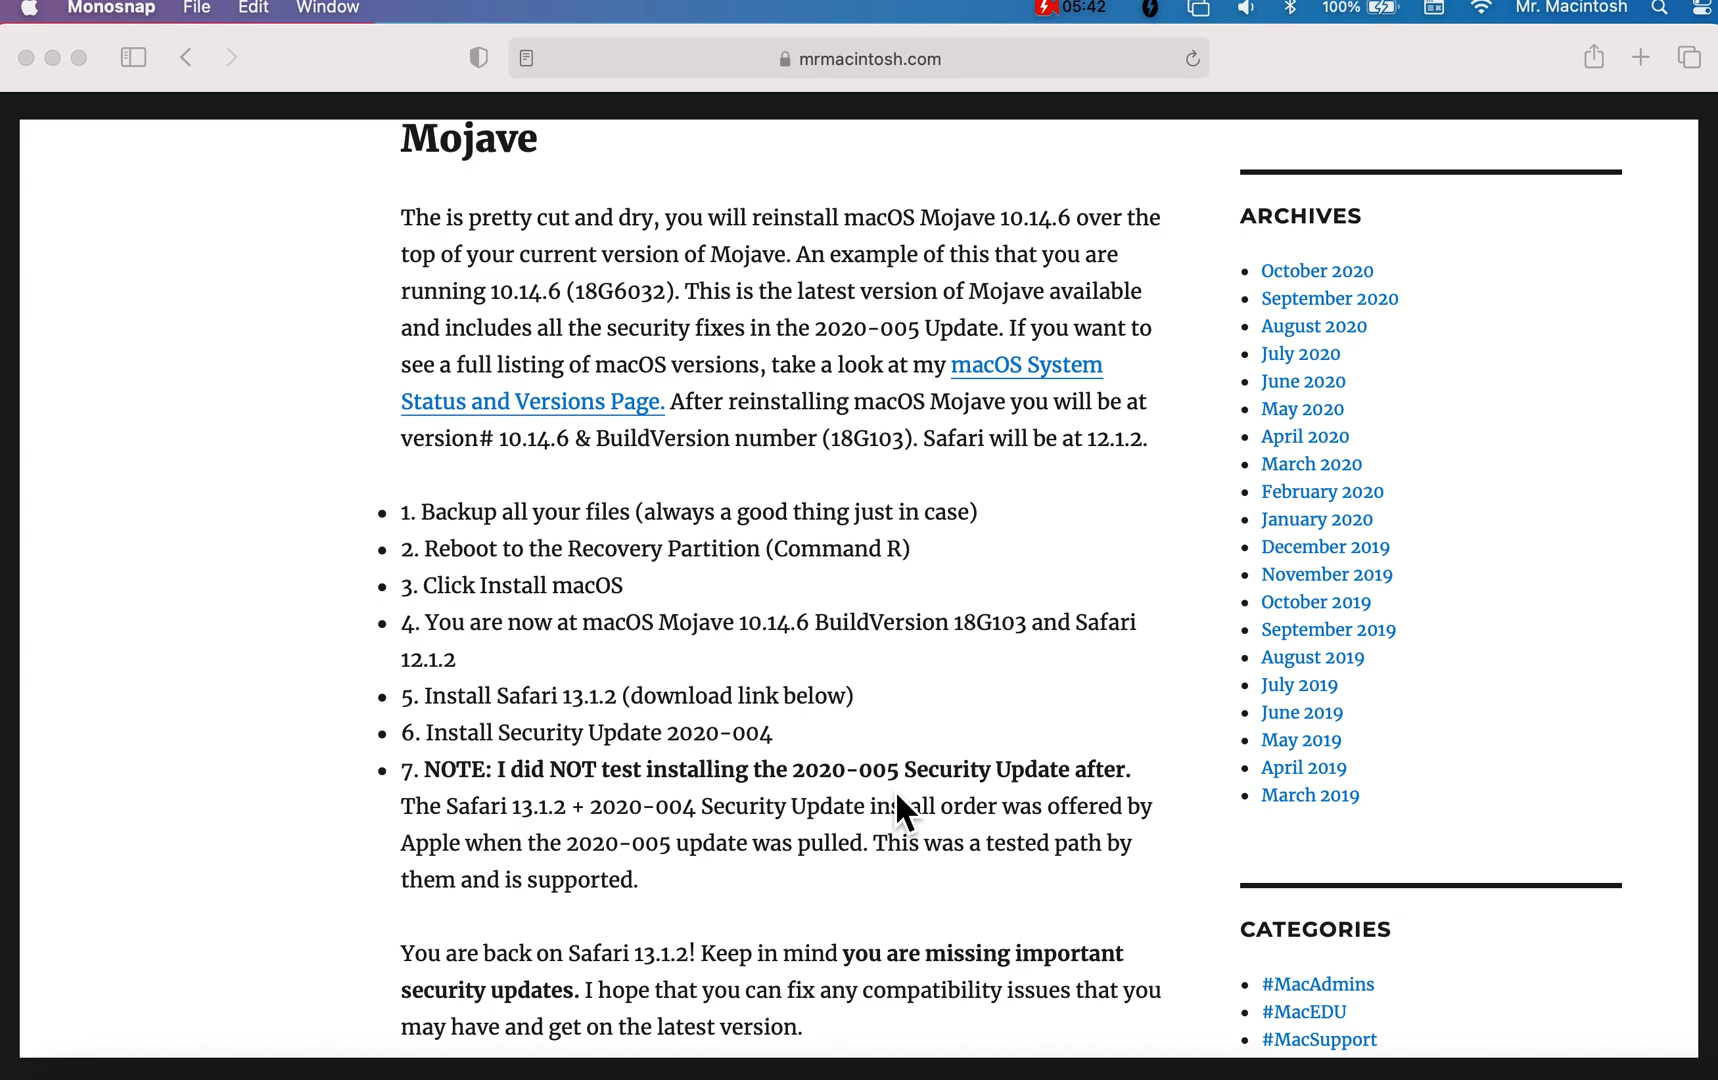 Monosnap File Edit Window 05:42 100% Mr. Macintosh
mrmacintosh.com
Mojave
The is pretty cut and dry, you will reinstall macOS Mojave 10.14.6 over the
top of your current version of Mojave. An example of this that you are
running 10.14.6 (18G6032). This is the latest version of Mojave available
and includes all the security fixes in the 2020-005 Update. If you want to
see a full listing of macOS versions, take a look at my macOS System
Status and Versions Page. After reinstalling macOS Mojave you will be at
version# 10.14.6 & BuildVersion number (18G103). Safari will be at 12.1.2.
• 1. Backup all your files (always a good thing just in case)
• 2. Reboot to the Recovery Partition (Command R)
• 3. Click Install macOS
• 4. You are now at macOS Mojave 10.14.6 BuildVersion 18G103 and Safari
12.1.2
• 5. Install Safari 13.1.2 (download link below)
• 6. Install Security Update 2020-004
• 7. NOTE: I did NOT test installing the 2020-005 Security Update after.
The Safari 13.1.2 + 2020-004 Security Update install order was offered by
Apple when the 2020-005 update was pulled. This was a tested path by
them and is supported.
You are back on Safari 13.1.2! Keep in mind you are missing important
security updates. I hope that you can fix any compatibility issues that you
may have and get on the latest version.
ARCHIVES
• October 2020
• September 2020
• August 2020
• July 2020
• June 2020
• May 2020
• April 2020
• March 2020
• February 2020
• January 2020
• December 2019
• November 2019
• October 2019
• September 2019
• August 2019
• July 2019
• June 2019
• May 2019
• April 2019
• March 2019
CATEGORIES
• #MacAdmins
• #MacEDU
• #MacSupport